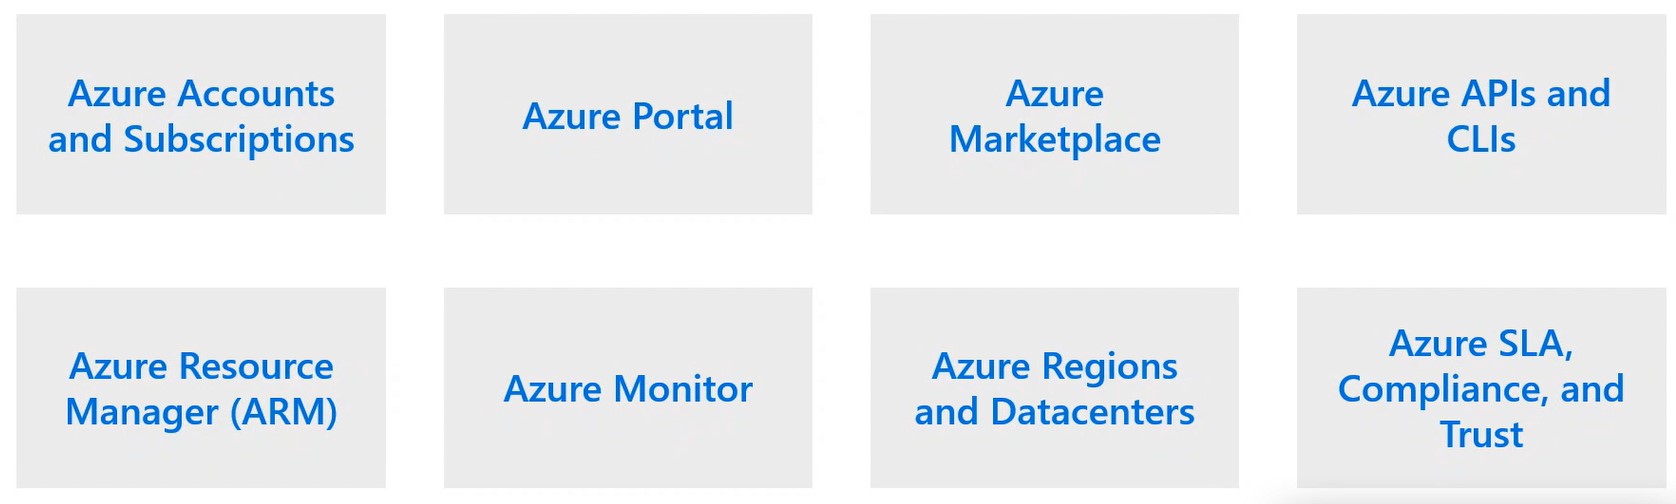 Azure Accounts
and Subscriptions
Azure Portal
Azure
Marketplace
Azure APIs and
CLIs
Azure Resource
Manager (ARM)
Azure Monitor
Azure Regions
and Datacenters
Azure SLA,
Compliance, and
Trust